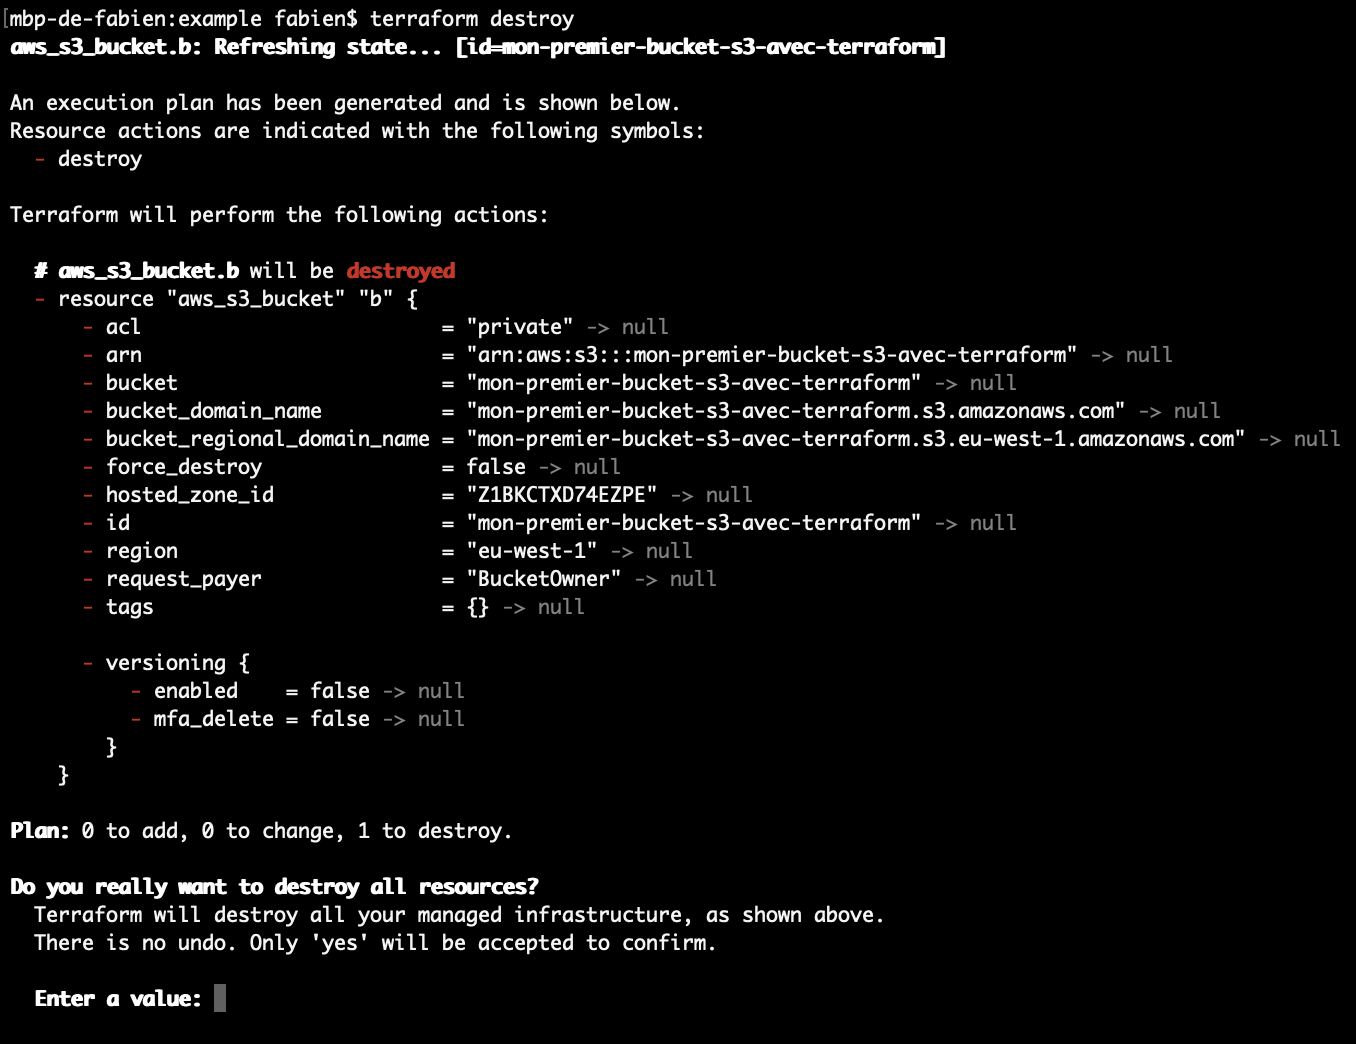 mbp-de-fabien:example fabien$ terraform destroy
aws_s3_bucket.b: Refreshing state... [id=mon-premier-bucket-s3-avec-terraform]

An execution plan has been generated and is shown below.
Resource actions are indicated with the following symbols:
  - destroy

Terraform will perform the following actions:

  # aws_s3_bucket.b will be destroyed
  - resource "aws_s3_bucket" "b" {
      - acl                         = "private" -> null
      - arn                         = "arn:aws:s3:::mon-premier-bucket-s3-avec-terraform" -> null
      - bucket                      = "mon-premier-bucket-s3-avec-terraform" -> null
      - bucket_domain_name          = "mon-premier-bucket-s3-avec-terraform.s3.amazonaws.com" -> null
      - bucket_regional_domain_name = "mon-premier-bucket-s3-avec-terraform.s3.eu-west-1.amazonaws.com" -> null
      - force_destroy               = false -> null
      - hosted_zone_id              = "Z1BKCTXD74EZPE" -> null
      - id                          = "mon-premier-bucket-s3-avec-terraform" -> null
      - region                      = "eu-west-1" -> null
      - request_payer               = "BucketOwner" -> null
      - tags                        = {} -> null

      - versioning {
          - enabled    = false -> null
          - mfa_delete = false -> null
        }
    }

Plan: 0 to add, 0 to change, 1 to destroy.

Do you really want to destroy all resources?
  Terraform will destroy all your managed infrastructure, as shown above.
  There is no undo. Only 'yes' will be accepted to confirm.

  Enter a value: